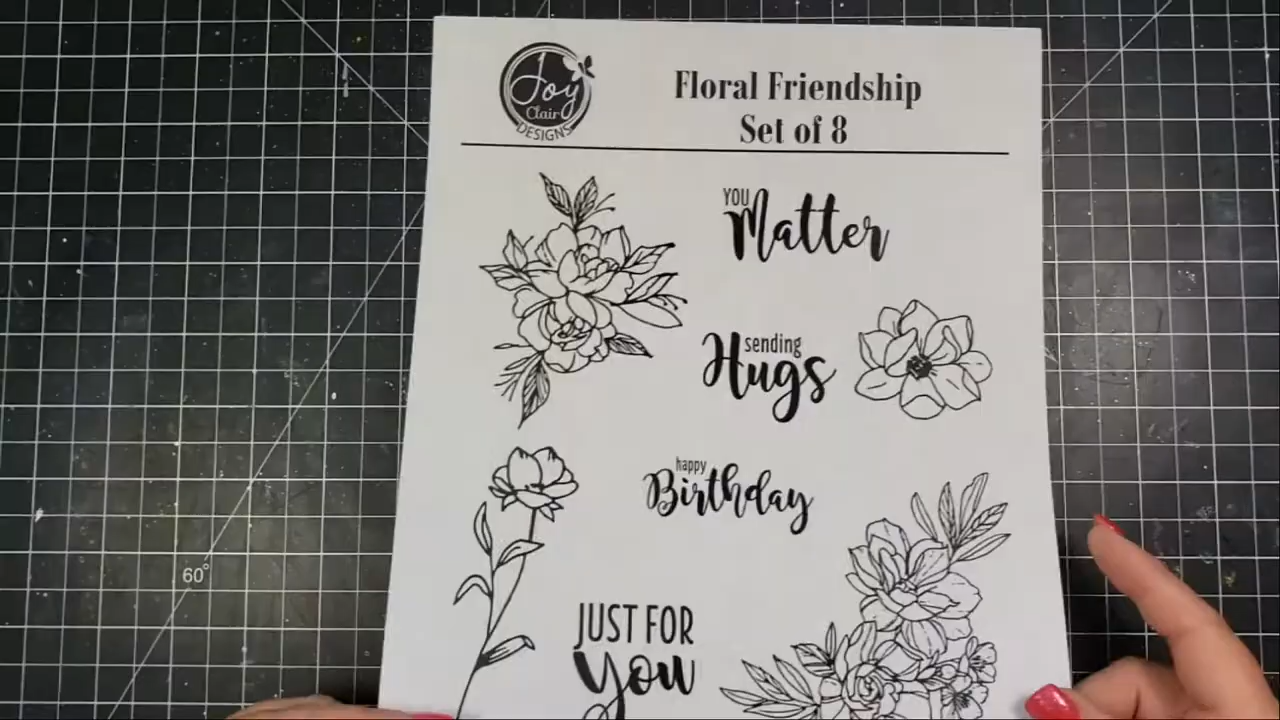 Joy
Clair
DESIGNS
Floral Friendship
Set of 8
YOU
Matter
sending
Hugs
happy
Birthday
60°
JUST FOR
you